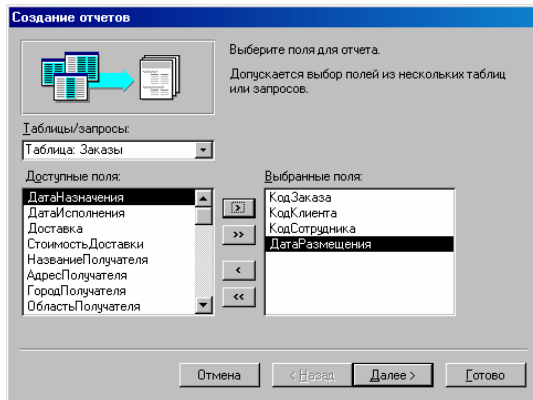 Создание отчетов
Выберите поля для отчета.
Допускается выбор полей из нескольких таблиц
или запросов.
Таблицы/запросы:
Таблица: Заказы
Доступные поля:
ДатаНазначения
ДатаИсполнения
Доставка
СтоимостьДоставки
НазваниеПолучателя
АдресПолучателя
ГородПолучателя
ОбластьПолучателя
>
>>
<
<<
Выбранные поля:
КодЗаказа
КодКлиента
КодСотрудника
ДатаРазмещения
Отмена
< Назад
Далее >
Готово